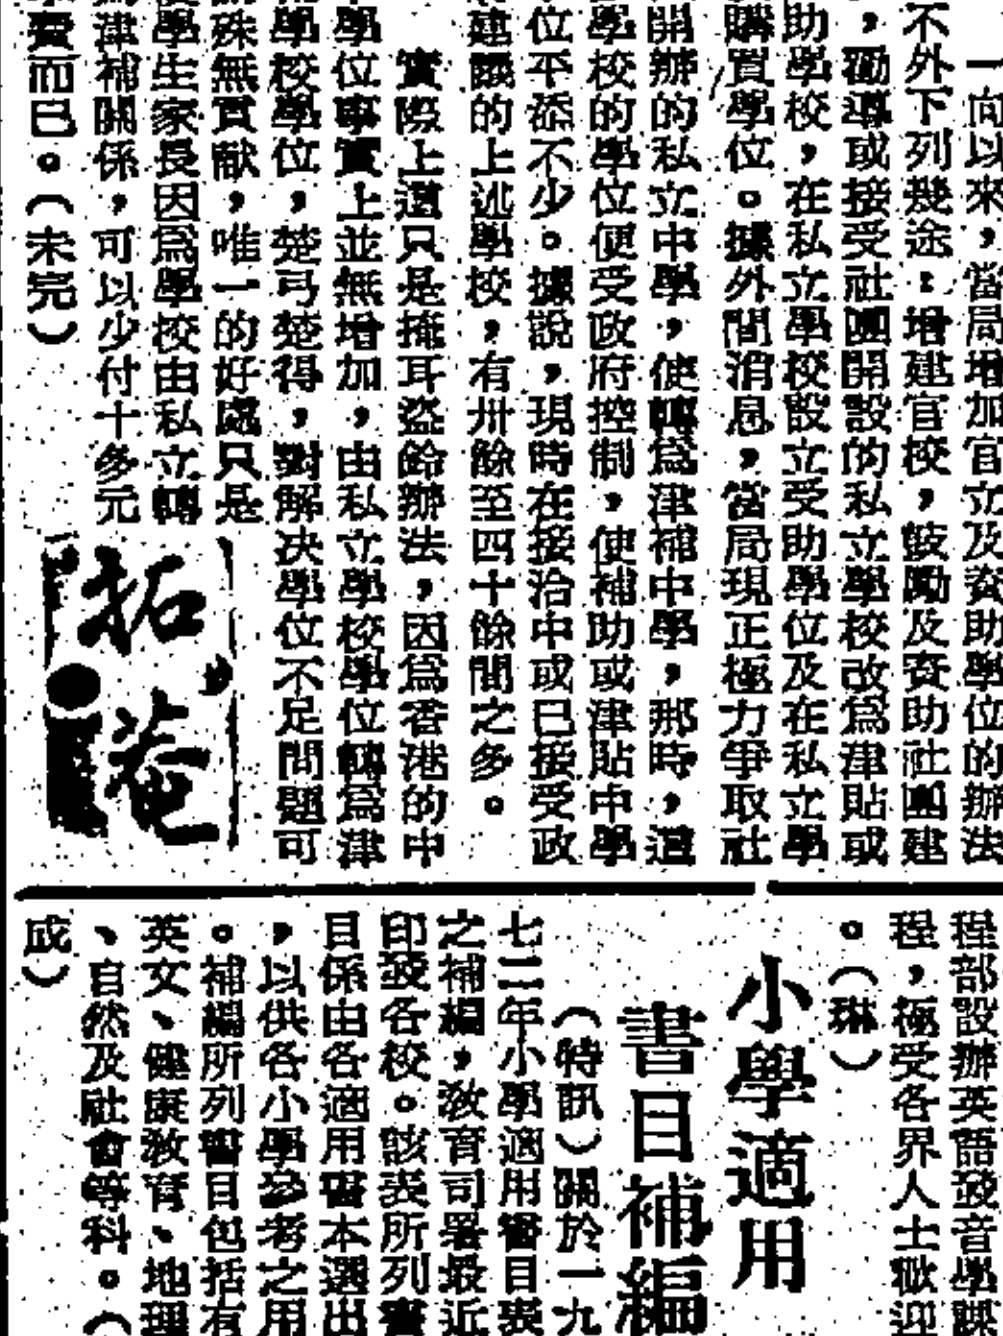 一向以來，當局增加官立及資助學位的辦法
不外下列幾途：增建官校，鼓勵及資助社團建
，勸導或接受社團開設的私立學校改爲津貼或
助學校，在私立學校設立受助學位及在私立學
購買學位。據外間消息，當局現正極力爭取社
開辦的私立中學，使轉爲津補中學，那時，這
學校的學位便受政府控制，使補助或津貼中學
位平添不少。據說，現時在接洽中或已接受政
建議的上述學校，有卅餘至四十餘間之多。
實際上還只是掩耳盜鈴辦法，因爲香港的中
學位事實上並無增加，由私立學校學位轉爲津
學校學位，楚弓楚得，對解决學位不足問題可
殊無貢献，唯一的好處只是
學生家長因爲學校由私立轉
津補關係，可以少付十多元
費而已。（未完）
拓菴
程部設辦英語發音學課
程，極受各界人士歡迎
。（琳）
小學適用
書目補編
（特訊）關於一九
七二年小學適用書目表
之補編，敎育司署最近
印發各校。該表所列書
目係由各適用書本選出
，以供各小學參考之用
。補編所列書目包括有
英文、健康敎育、地理
、自然及社會等科。（
成）